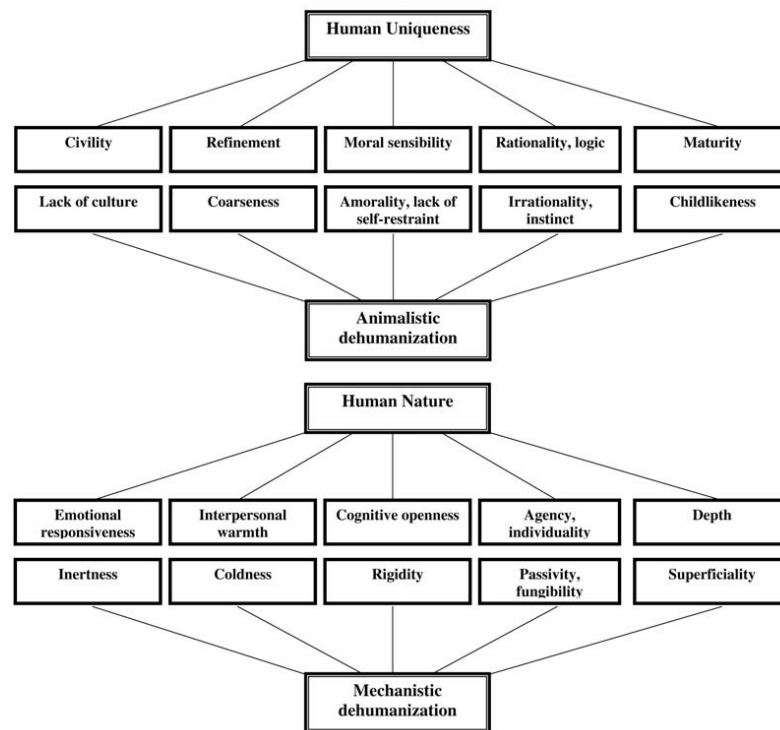 Human Uniqueness
Civility
Refinement
Moral sensibility
Rationality, logic
Maturity
Lack of culture
Coarseness
Amorality, lack of
self-restraint
Irrationality,
instinct
Childlikeness
Animalistic
dehumanization
Human Nature
Emotional
responsiveness
Interpersonal
warmth
Cognitive openness
Agency,
individuality
Depth
Inertness
Coldness
Rigidity
Passivity,
fungibility
Superficiality
Mechanistic
dehumanization